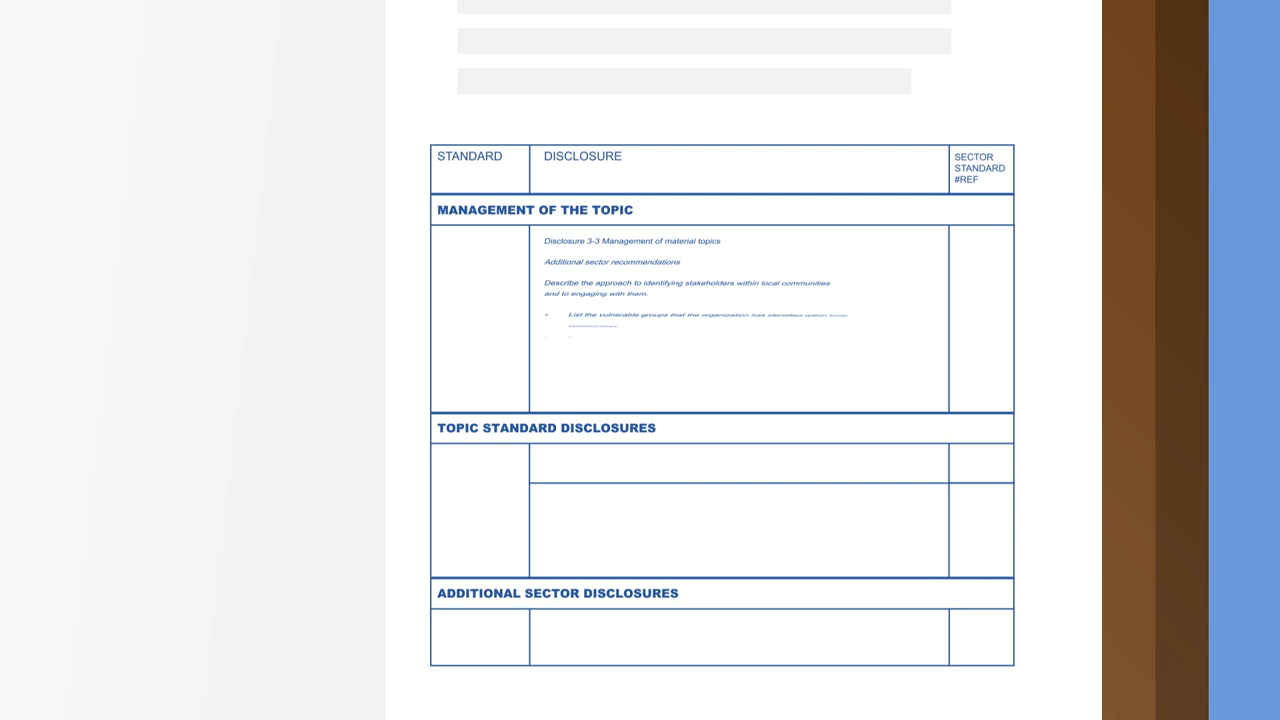 STANDARD
DISCLOSURE
SECTOR
STANDARD
#REF
MANAGEMENT OF THE TOPIC
Disclosure 3-3 Management of material topics
Additional sector recommendations
Describe the approach to identifying stakeholders within local communities
and to engaging with them.
• List the vulnerable groups that the organization has identified within local
TOPIC STANDARD DISCLOSURES
ADDITIONAL SECTOR DISCLOSURES